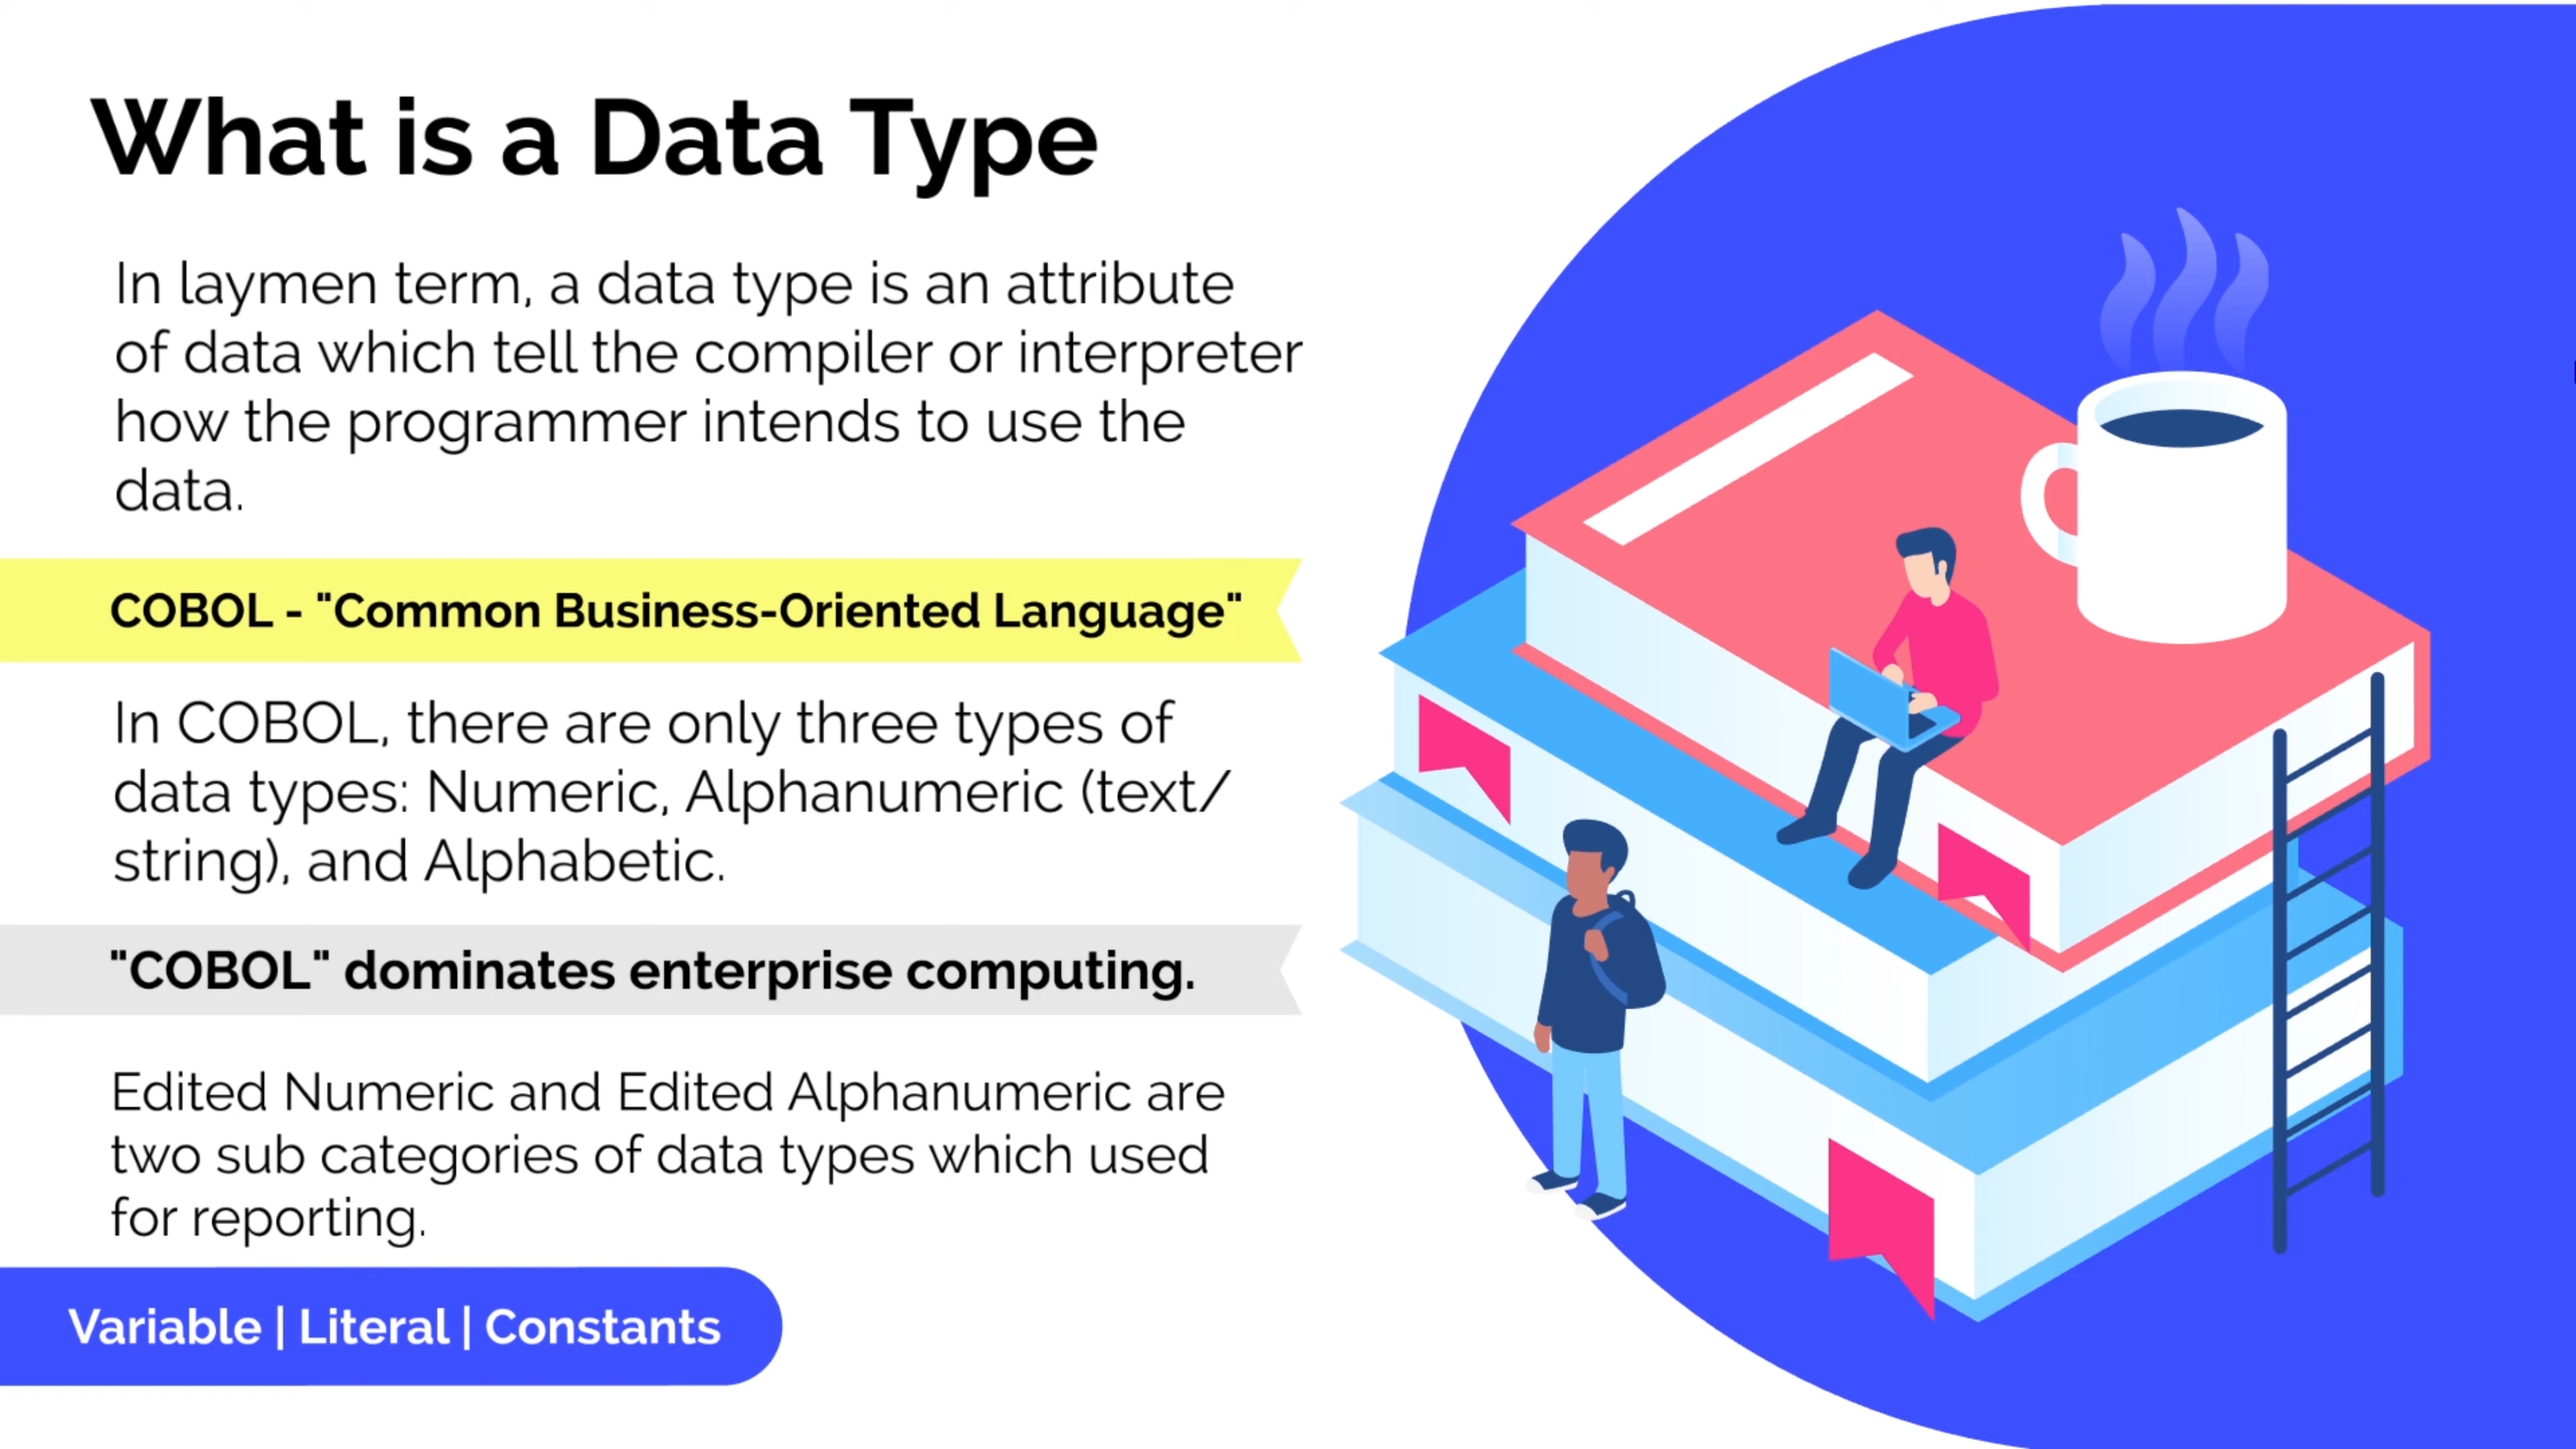 What is a Data Type
In laymen term, a data type is an attribute
of data which tell the compiler or interpreter
how the programmer intends to use the
data.
COBOL - "Common Business-Oriented Language"
In COBOL, there are only three types of
data types: Numeric, Alphanumeric (text/
string), and Alphabetic.
"COBOL" dominates enterprise computing.
Edited Numeric and Edited Alphanumeric are
two sub categories of data types which used
for reporting.
Variable | Literal | Constants